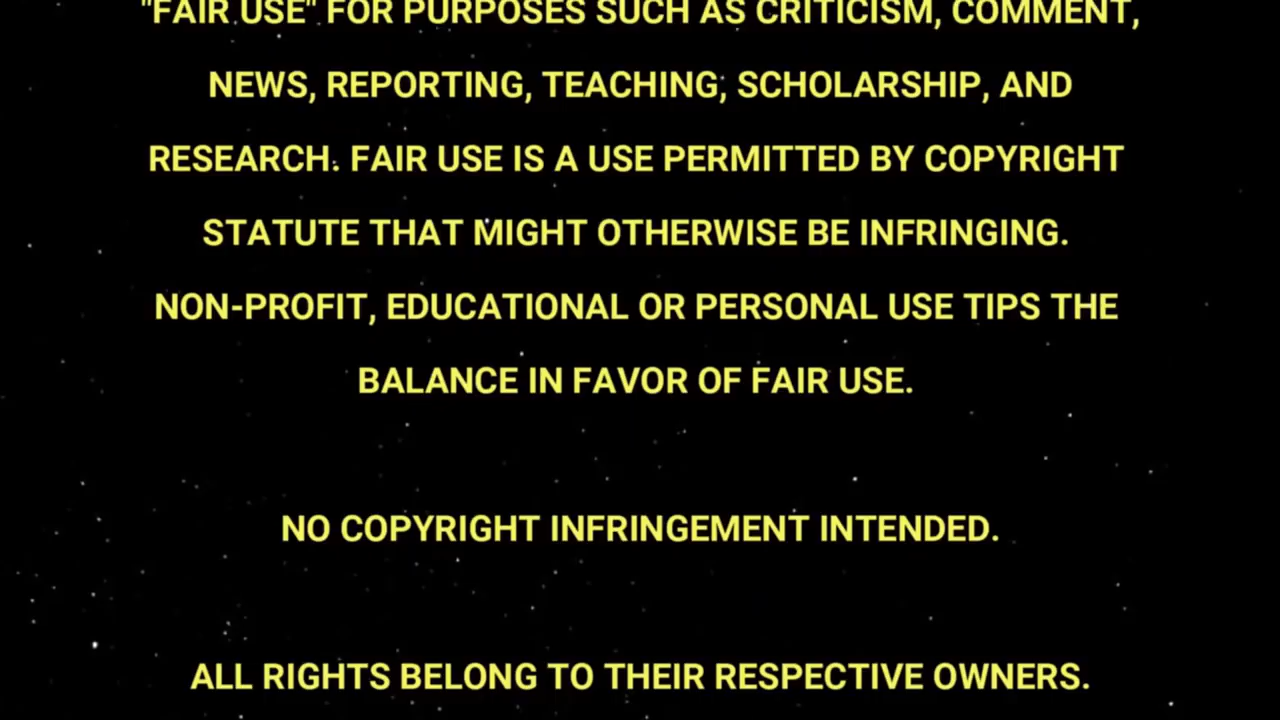 "FAIR USE" FOR PURPOSES SUCH AS CRITICISM, COMMENT,
NEWS, REPORTING, TEACHING, SCHOLARSHIP, AND
RESEARCH. FAIR USE IS A USE PERMITTED BY COPYRIGHT
STATUTE THAT MIGHT OTHERWISE BE INFRINGING.
NON-PROFIT, EDUCATIONAL OR PERSONAL USE TIPS THE
BALANCE IN FAVOR OF FAIR USE.
NO COPYRIGHT INFRINGEMENT INTENDED.
ALL RIGHTS BELONG TO THEIR RESPECTIVE OWNERS.